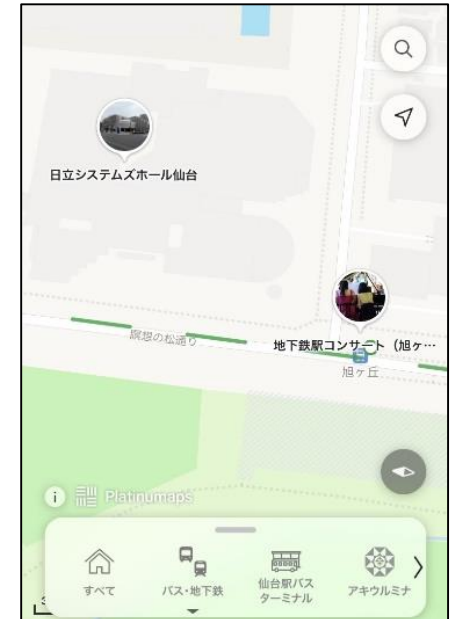 日立システムズホール仙台
地下鉄駅コンサート（旭ヶ…
瞑想の松通り
旭ヶ丘
i Platinumaps
すべて
バス・地下鉄
仙台駅バス
ターミナル
アキウルミナ